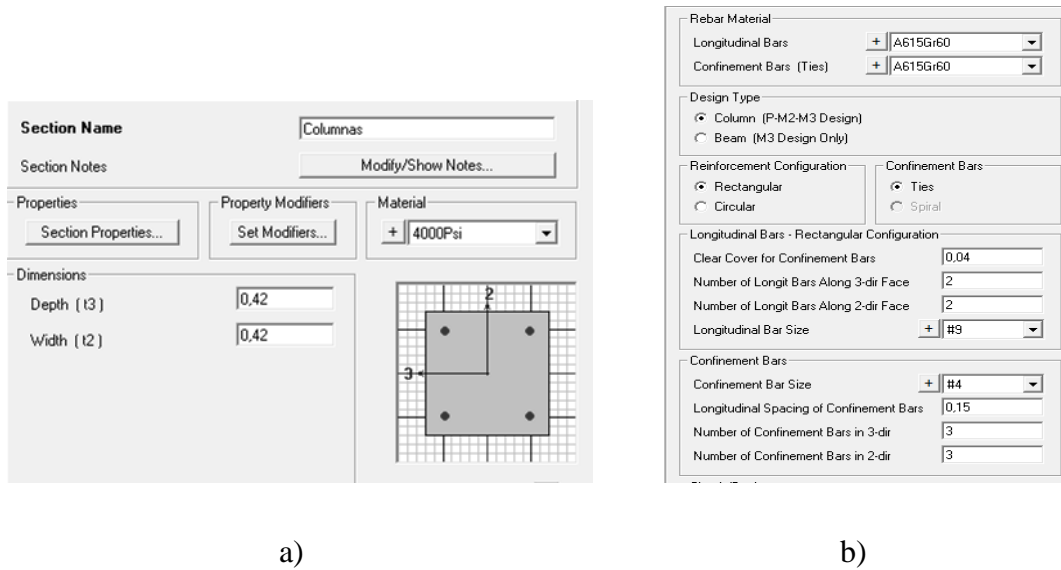 Section Name Columnas
Section Notes Modify/Show Notes...
Properties Property Modifiers Material
Section Properties... Set Modifiers... + 4000Psi
Dimensions
Depth ( t3 ) 0,42
Width ( t2 ) 0,42
2
3
a)
Rebar Material
Longitudinal Bars + A615Gr60
Confinement Bars (Ties) + A615Gr60
Design Type
Column (P-M2-M3 Design)
Beam (M3 Design Only)
Reinforcement Configuration Confinement Bars
Rectangular Ties
Circular Spiral
Longitudinal Bars - Rectangular Configuration
Clear Cover for Confinement Bars 0,04
Number of Longit Bars Along 3-dir Face 2
Number of Longit Bars Along 2-dir Face 2
Longitudinal Bar Size + #9
Confinement Bars
Confinement Bar Size + #4
Longitudinal Spacing of Confinement Bars 0,15
Number of Confinement Bars in 3-dir 3
Number of Confinement Bars in 2-dir 3
b)